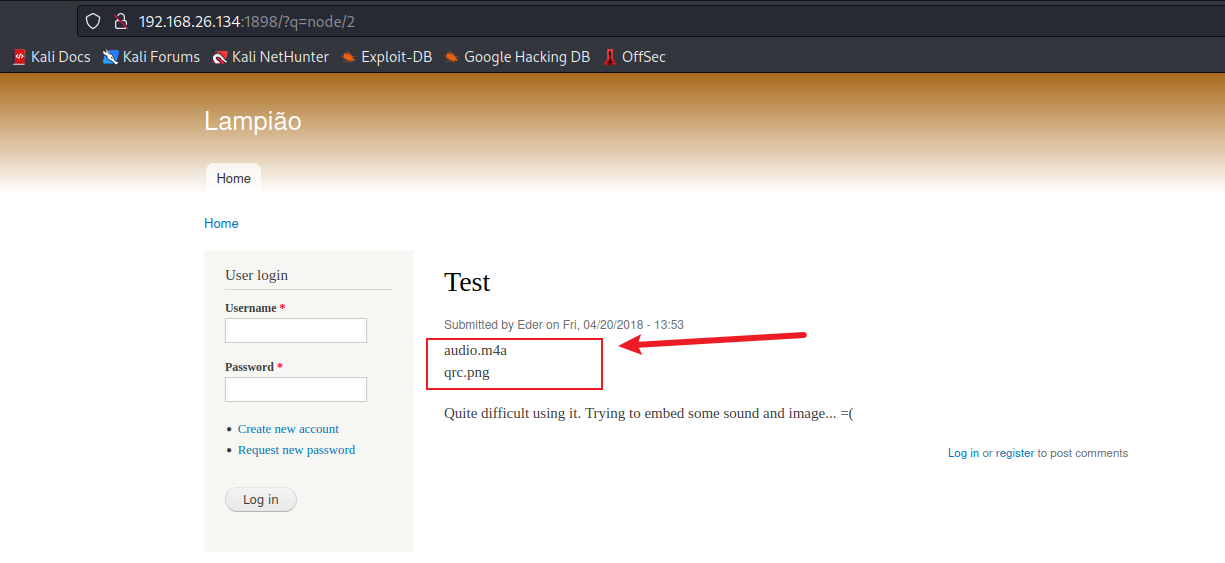 192.168.26.134:1898/?q=node/2
Kali Docs Kali Forums Kali NetHunter Exploit-DB Google Hacking DB OffSec
Lampião
Home
Home
User login
Username *
Password *
Create new account
Request new password
Log in
Test
Submitted by Eder on Fri, 04/20/2018 - 13:53
audio.m4a
qrc.png
Quite difficult using it. Trying to embed some sound and image... =(
Log in or register to post comments